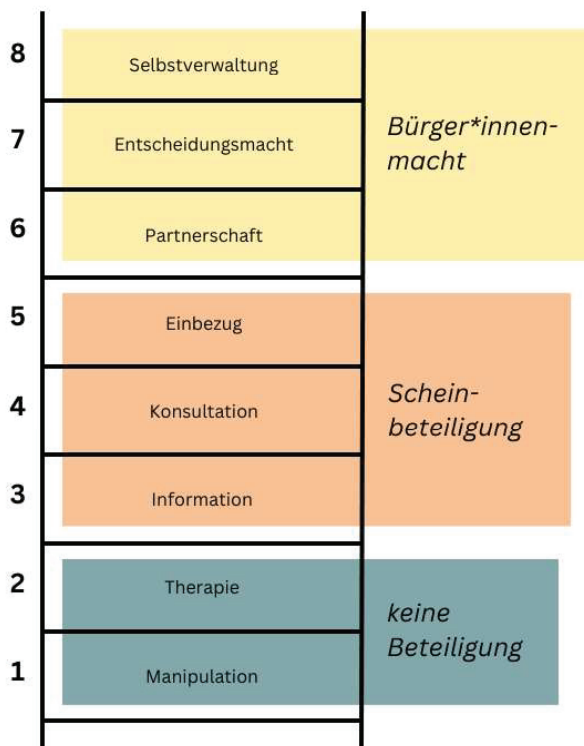 8
Selbstverwaltung
7
Entscheidungsmacht
Bürger*innen-
macht
6
Partnerschaft
5
Einbezug
4
Konsultation
Schein-
beteiligung
3
Information
2
Therapie
keine
Beteiligung
1
Manipulation